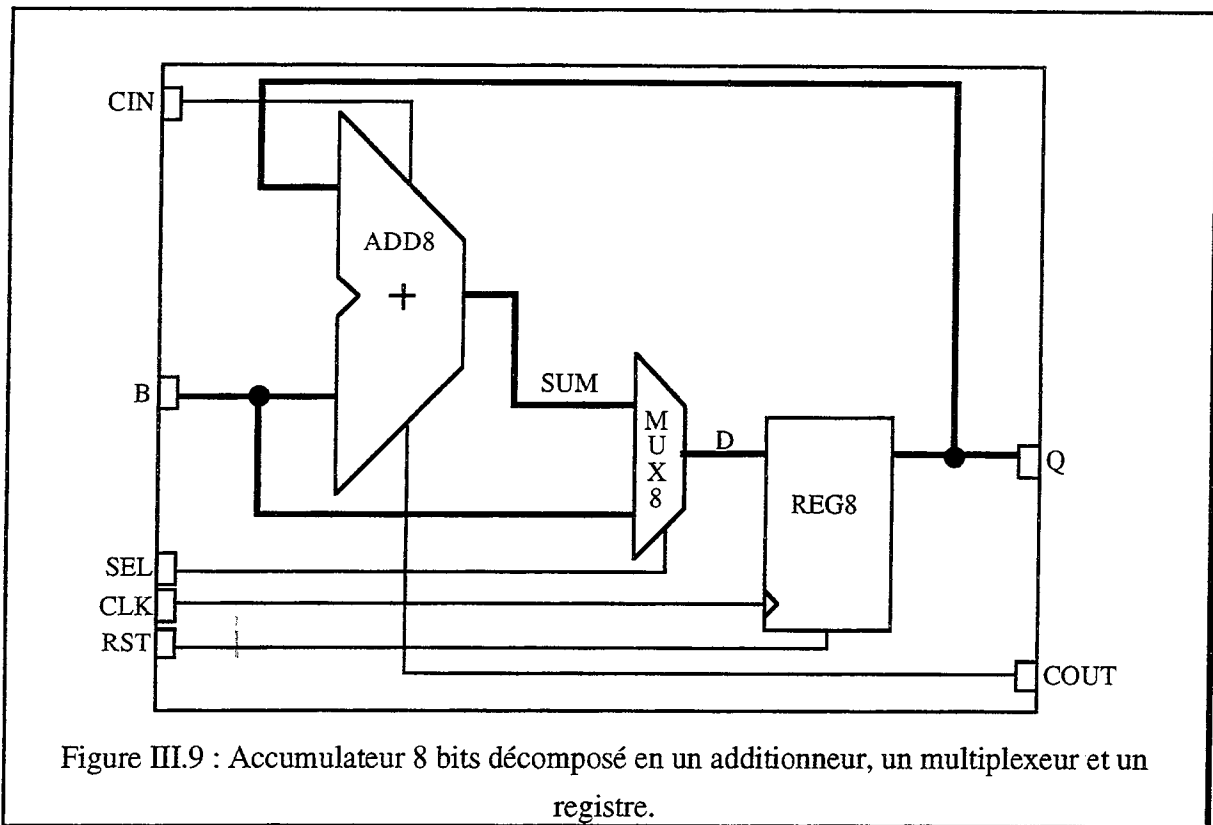 CIN
ADD8
+
B
SUM
MUX8
D
REG8
Q
SEL
CLK
RST
COUT
Figure III.9 : Accumulateur 8 bits décomposé en un additionneur, un multiplexeur et un
registre.